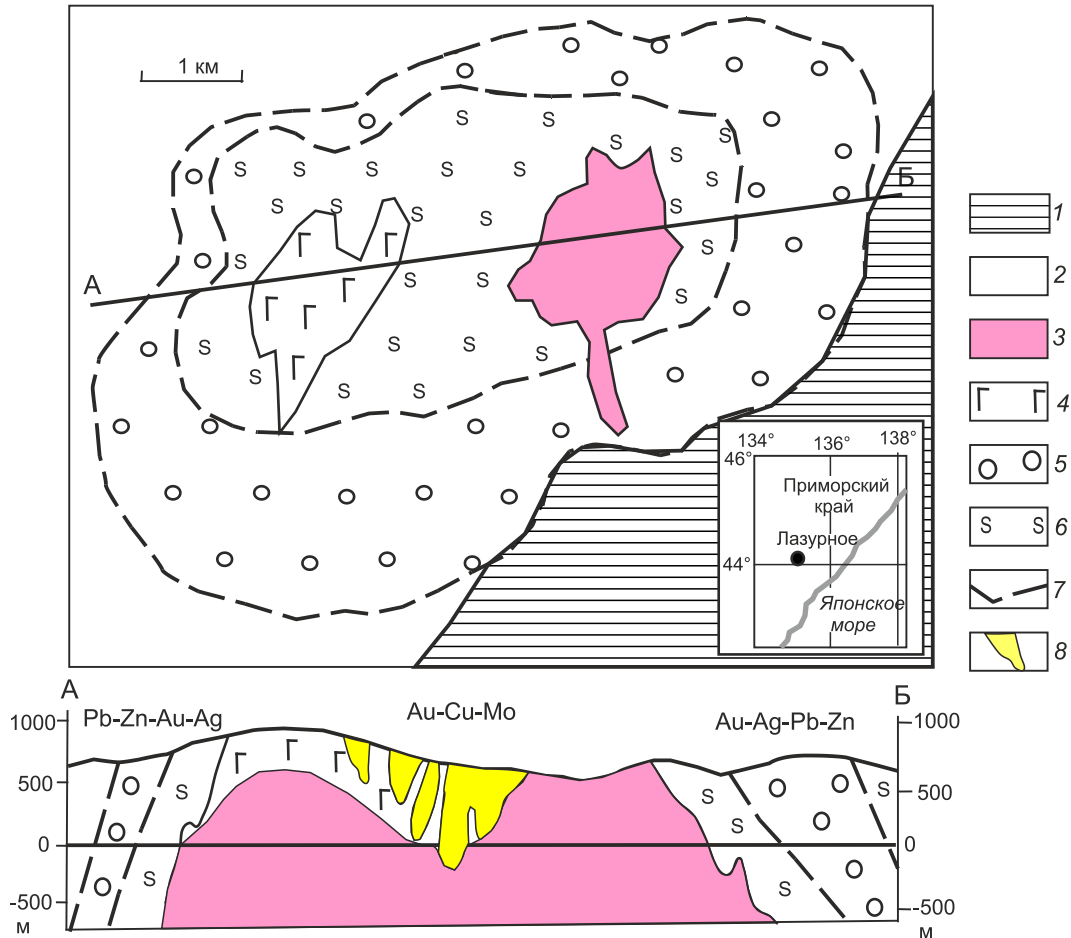 1 км
А
Б
1
2
3
4
5
6
7
8
Г Г
S S
134° 136° 138°
46°
Приморский
край
Лазурное
44°
Японское
море
А Б
Pb-Zn-Au-Ag Au-Cu-Mo Au-Ag-Pb-Zn
1000 1000
500 500
0 0
-500 -500
м м